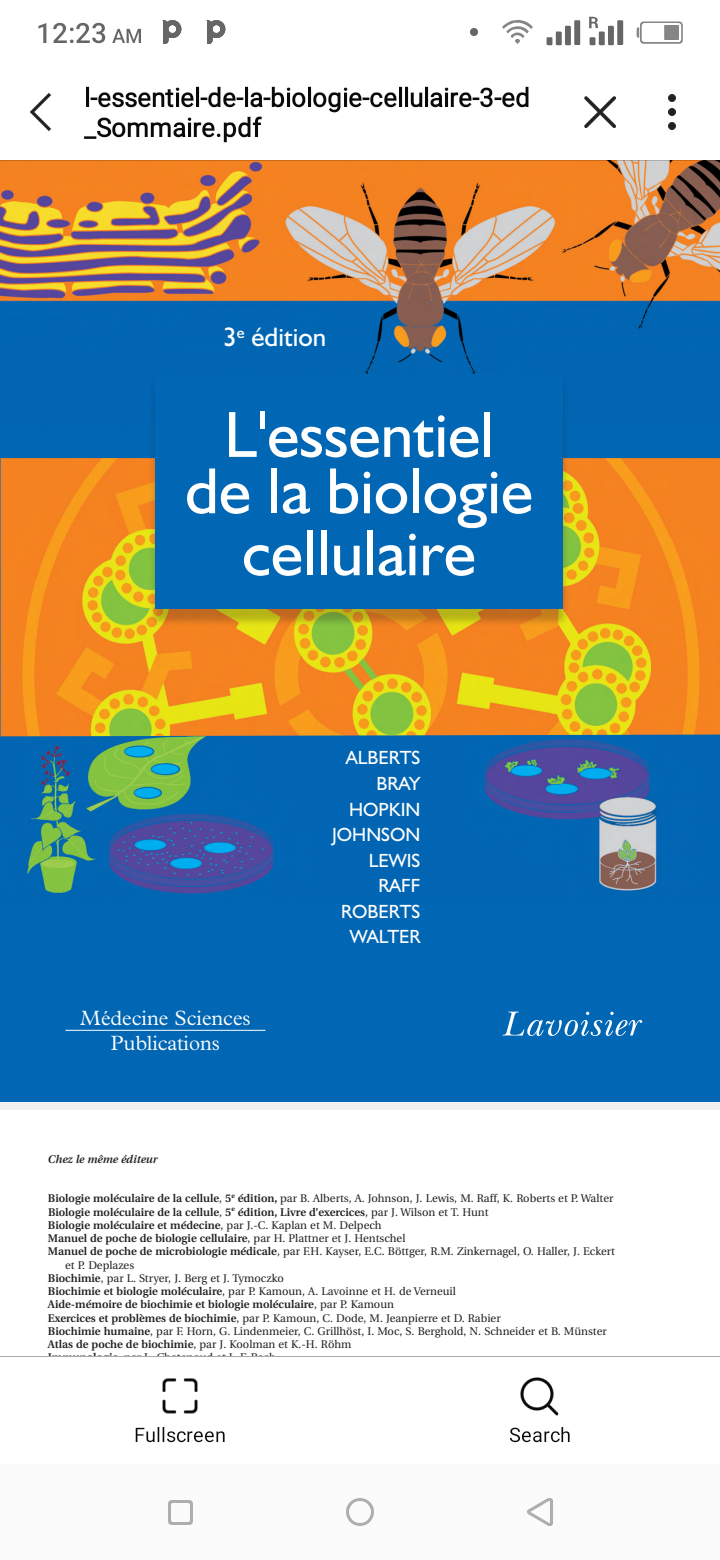 12:23 AM
R
l-essentiel-de-la-biologie-cellulaire-3-ed
_Sommaire.pdf
3e édition
L'essentiel
de la biologie
cellulaire
ALBERTS
BRAY
HOPKIN
JOHNSON
LEWIS
RAFF
ROBERTS
WALTER
Médecine Sciences
Publications
Lavoisier
Chez le même éditeur
Biologie moléculaire de la cellule, 5e édition, par B. Alberts, A. Johnson, J. Lewis, M. Raff, K. Roberts et P. Walter
Biologie moléculaire de la cellule, 5e édition, Livre d'exercices, par J. Wilson et T. Hunt
Biologie moléculaire et médecine, par J.-C. Kaplan et M. Delpech
Manuel de poche de biologie cellulaire, par H. Plattner et J. Hentschel
Manuel de poche de microbiologie médicale, par F.H. Kayser, E.C. Böttger, R.M. Zinkernagel, O. Haller, J. Eckert
et P. Deplazes
Biochimie, par L. Stryer, J. Berg et J. Tymoczko
Biochimie et biologie moléculaire, par P. Kamoun, A. Lavoinne et H. de Verneuil
Aide-mémoire de biochimie et biologie moléculaire, par P. Kamoun
Exercices et problèmes de biochimie, par P. Kamoun, C. Dode, M. Jeanpierre et D. Rabier
Biochimie humaine, par F. Horn, G. Lindenmeier, C. Grillhöst, I. Moc, S. Berghold, N. Schneider et B. Münster
Atlas de poche de biochimie, par J. Koolman et K.-H. Röhm
Fullscreen
Search